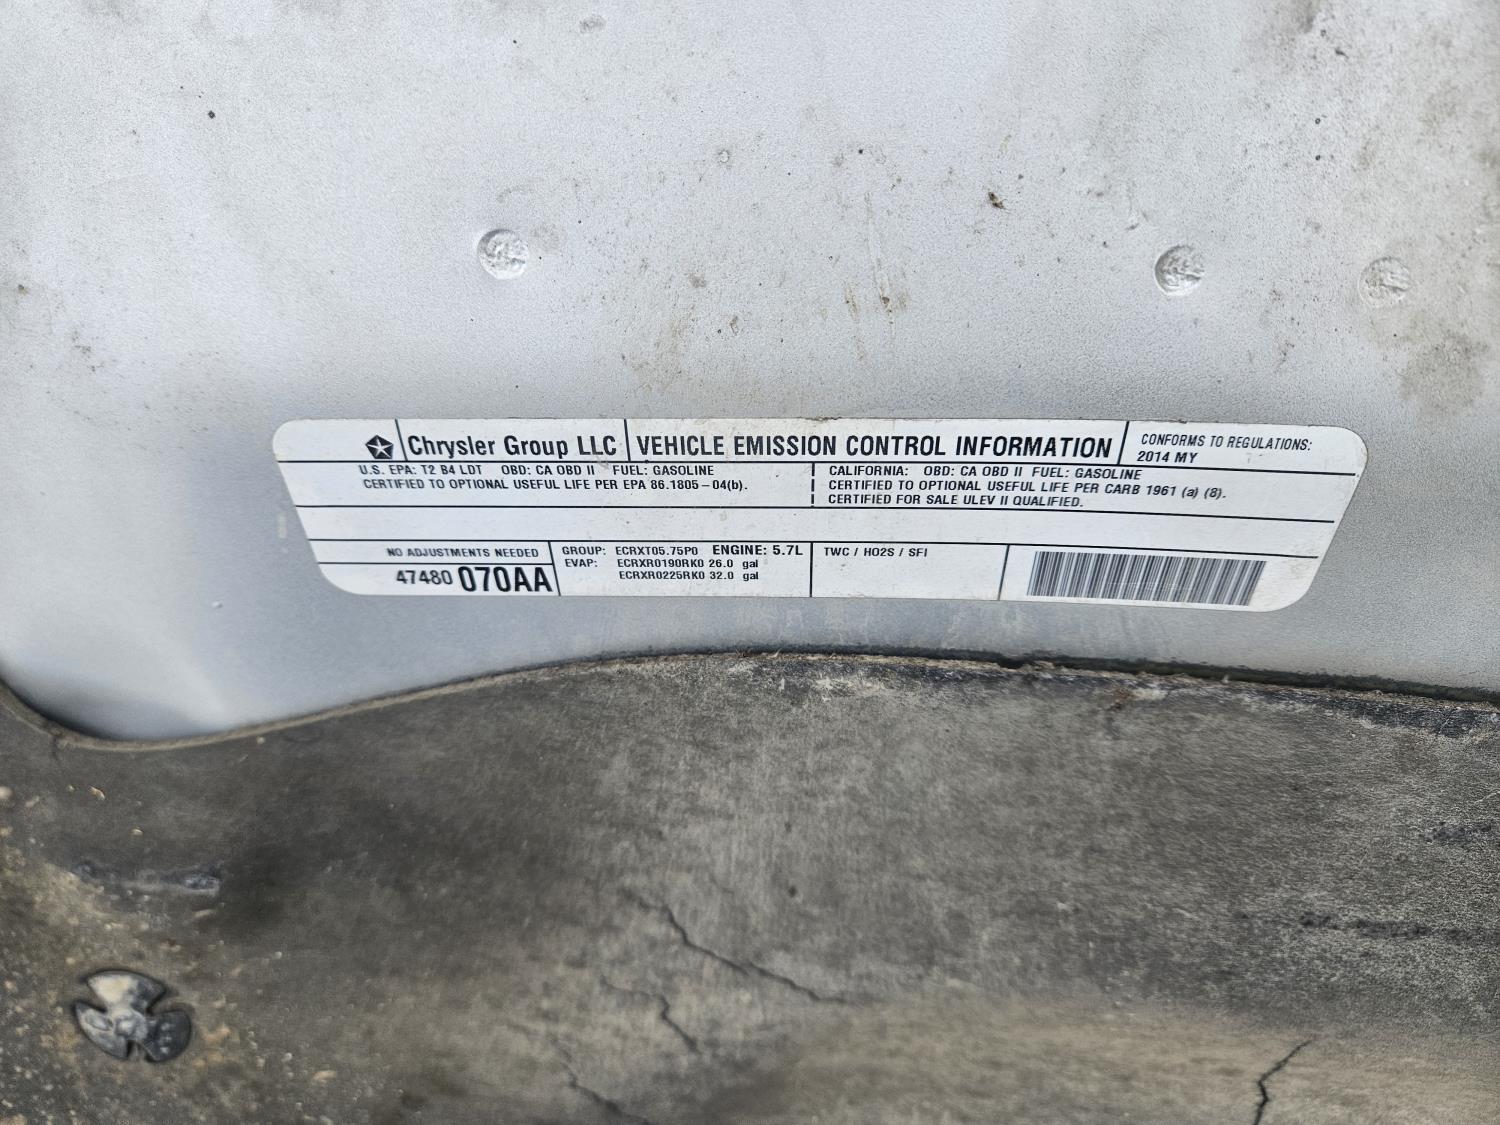 Chrysler Group LLC VEHICLE EMISSION CONTROL INFORMATION
CONFORMS TO REGULATIONS:
2014 MY
U.S. EPA: T2 B4 LDT OBD: CA OBD II FUEL: GASOLINE
CERTIFIED TO OPTIONAL USEFUL LIFE PER EPA 86.1805-04(b).
CALIFORNIA: OBD: CA OBD II FUEL: GASOLINE
CERTIFIED TO OPTIONAL USEFUL LIFE PER CARB 1961 (a) (8).
CERTIFIED FOR SALE ULEV II QUALIFIED.
NO ADJUSTMENTS NEEDED
47480 070AA
GROUP: ECRXT05.75P0 ENGINE: 5.7L
EVAP: ECRXR0190RK0 26.0 gal
ECRXR0225RK0 32.0 gal
TWC / HO2S / SFI